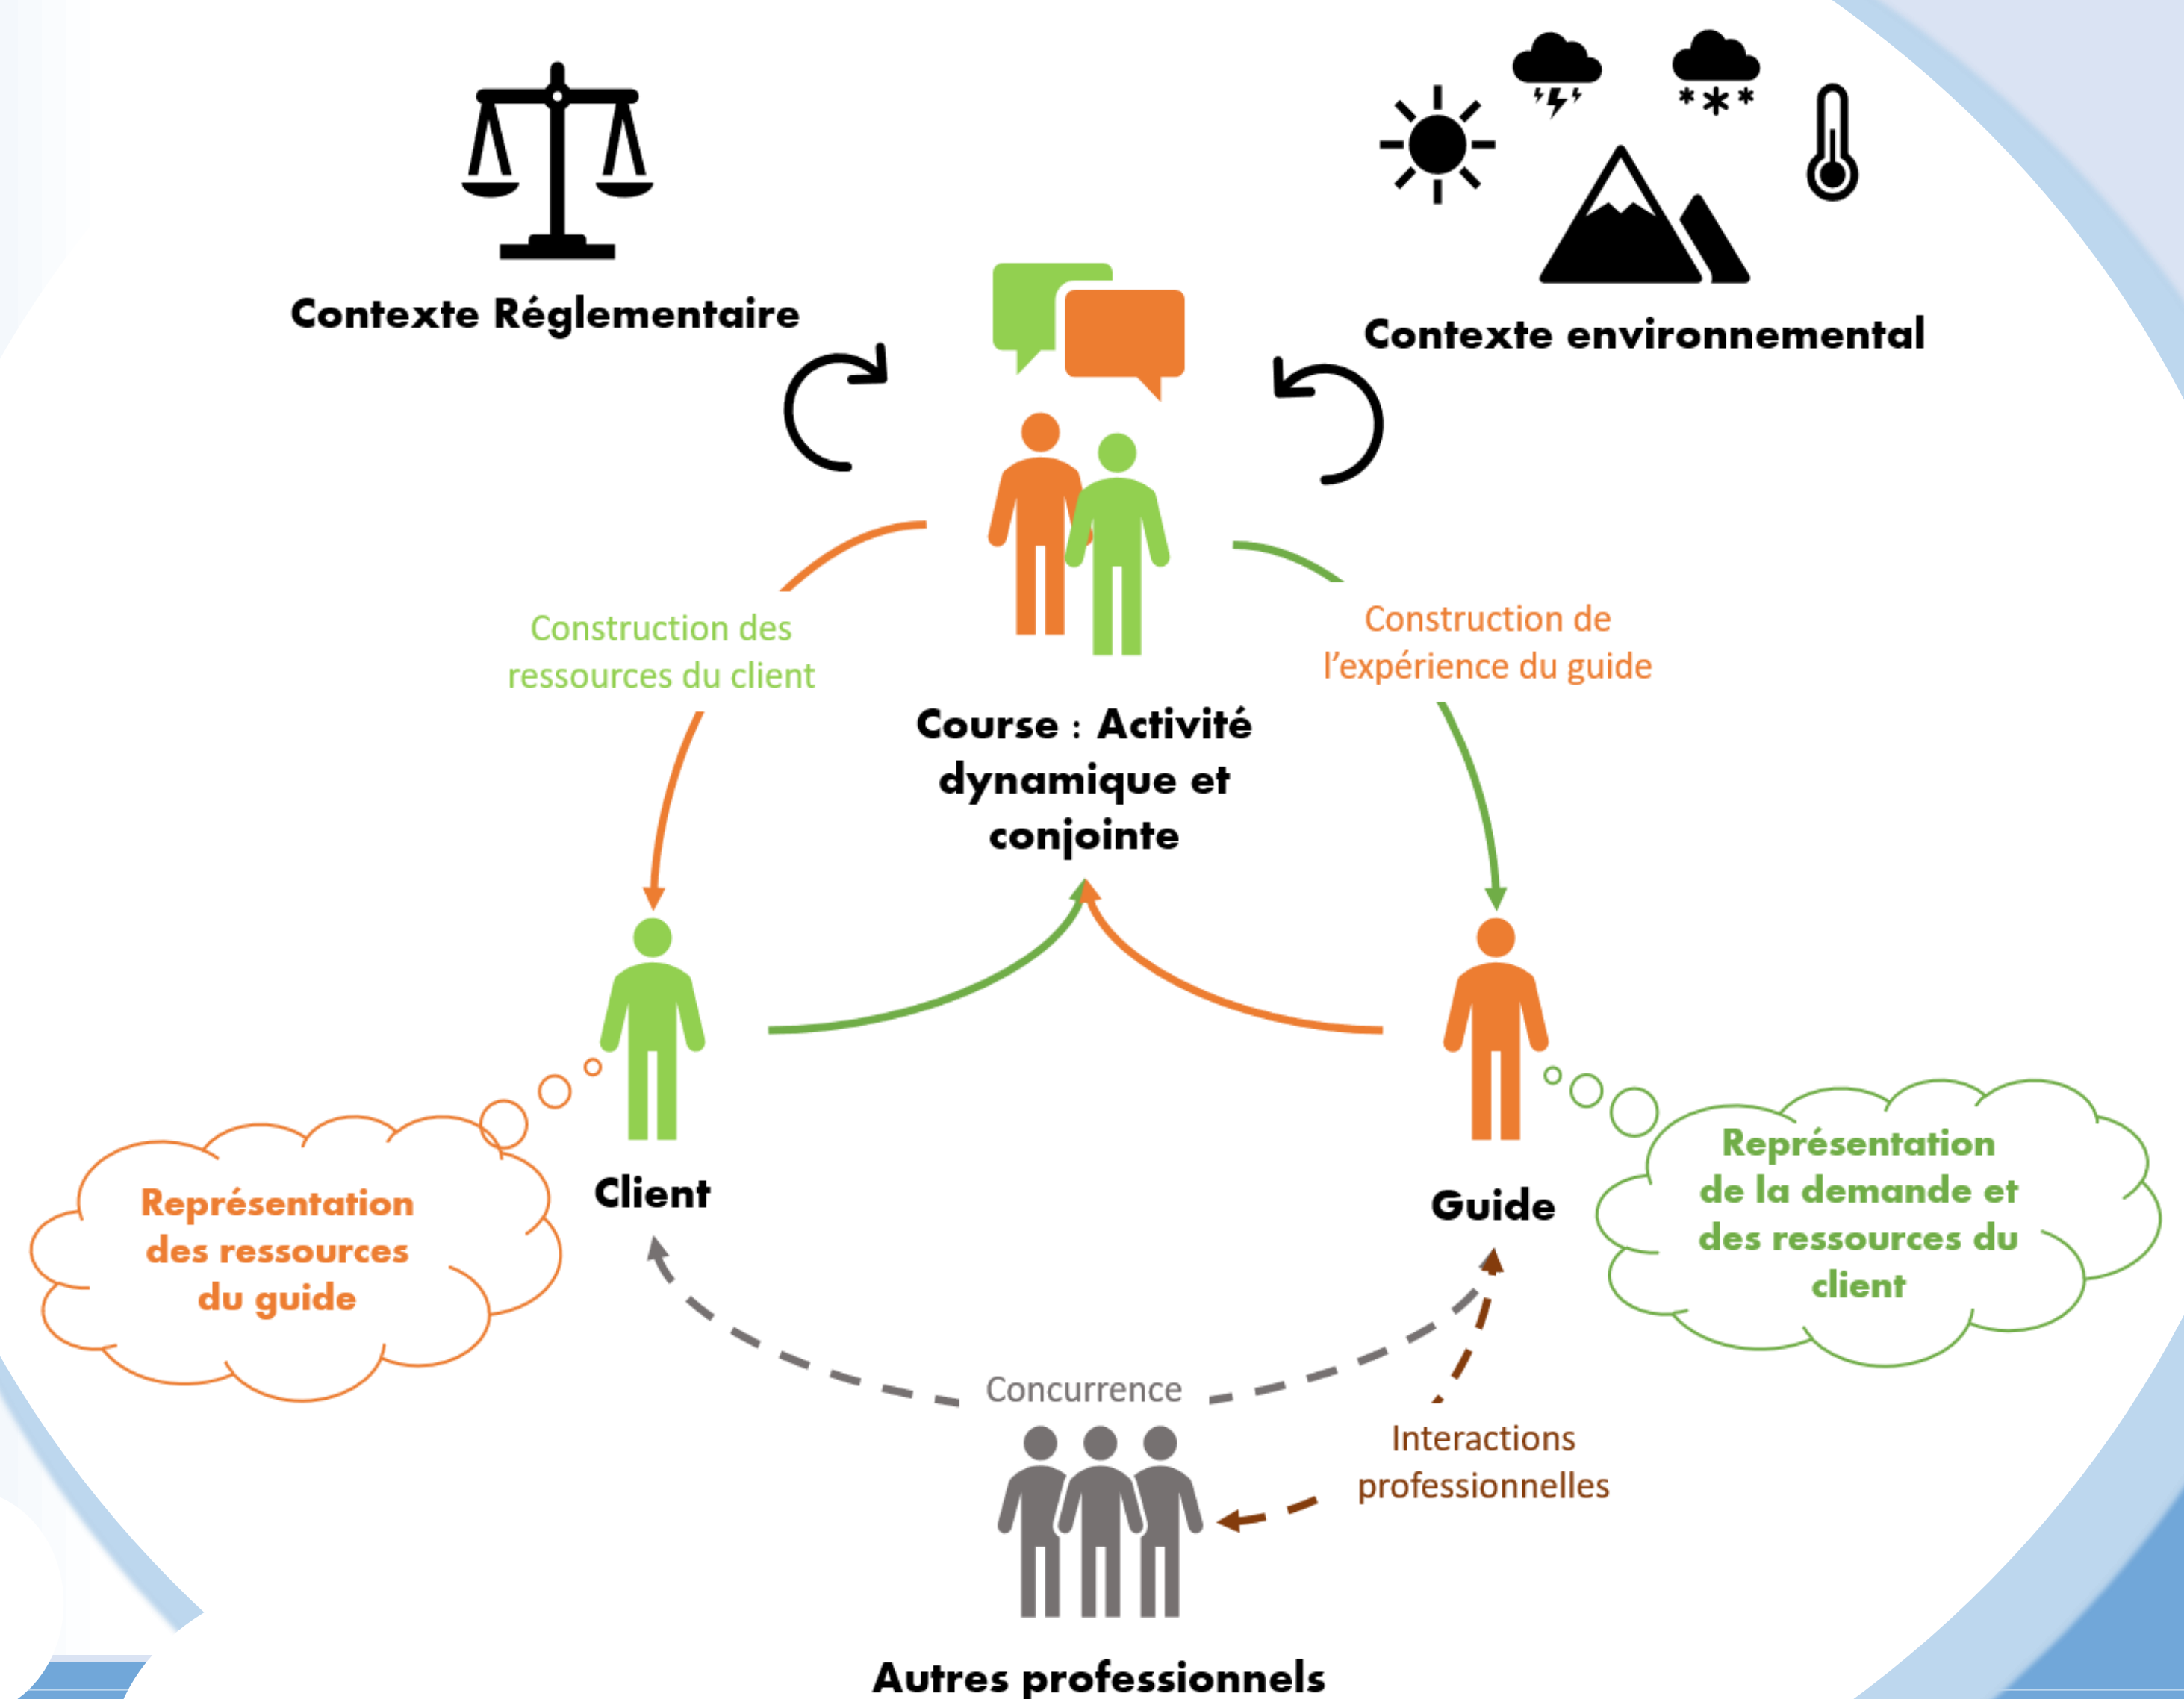 Contexte Réglementaire
Contexte environnemental
Construction des
ressources du client
Construction de
l’expérience du guide
Course : Activité
dynamique et
conjointe
Client
Guide
Représentation
des ressources
du guide
Représentation
de la demande et
des ressources du
client
Concurrence
Interactions
professionnelles
Autres professionnels